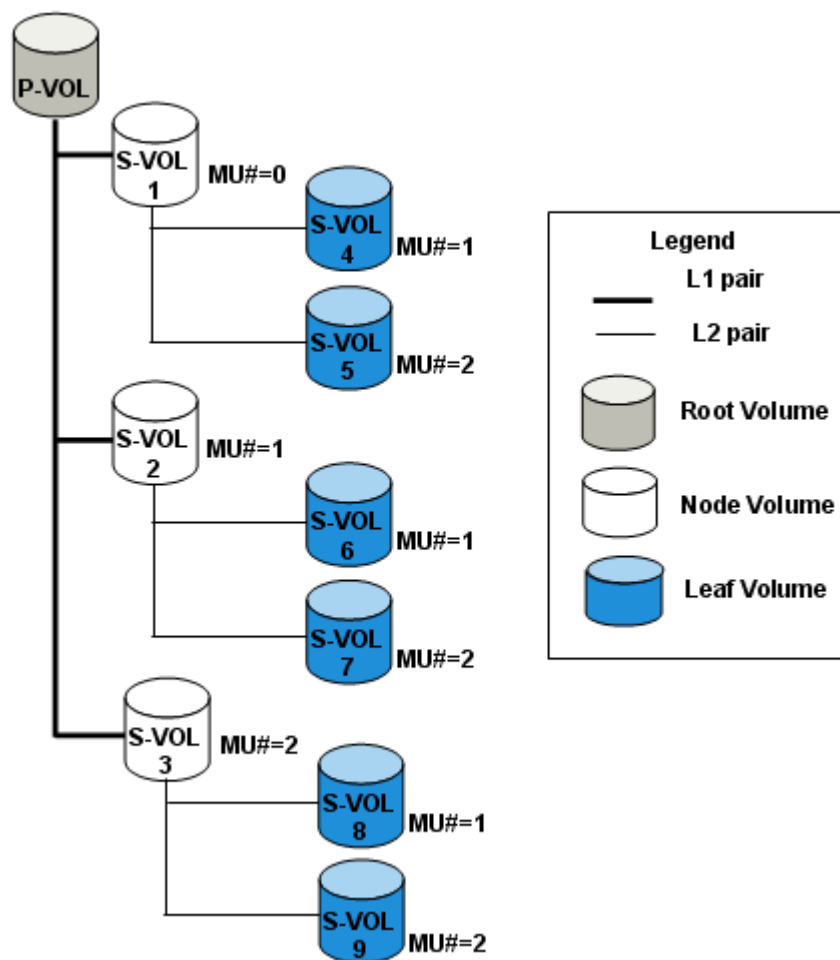 P-VOL
S-VOL
1
MU#=0
S-VOL
4
MU#=1
S-VOL
5
MU#=2
S-VOL
2
MU#=1
S-VOL
6
MU#=1
S-VOL
7
MU#=2
S-VOL
3
MU#=2
S-VOL
8
MU#=1
S-VOL
9
MU#=2
Legend
L1 pair
L2 pair
Root Volume
Node Volume
Leaf Volume